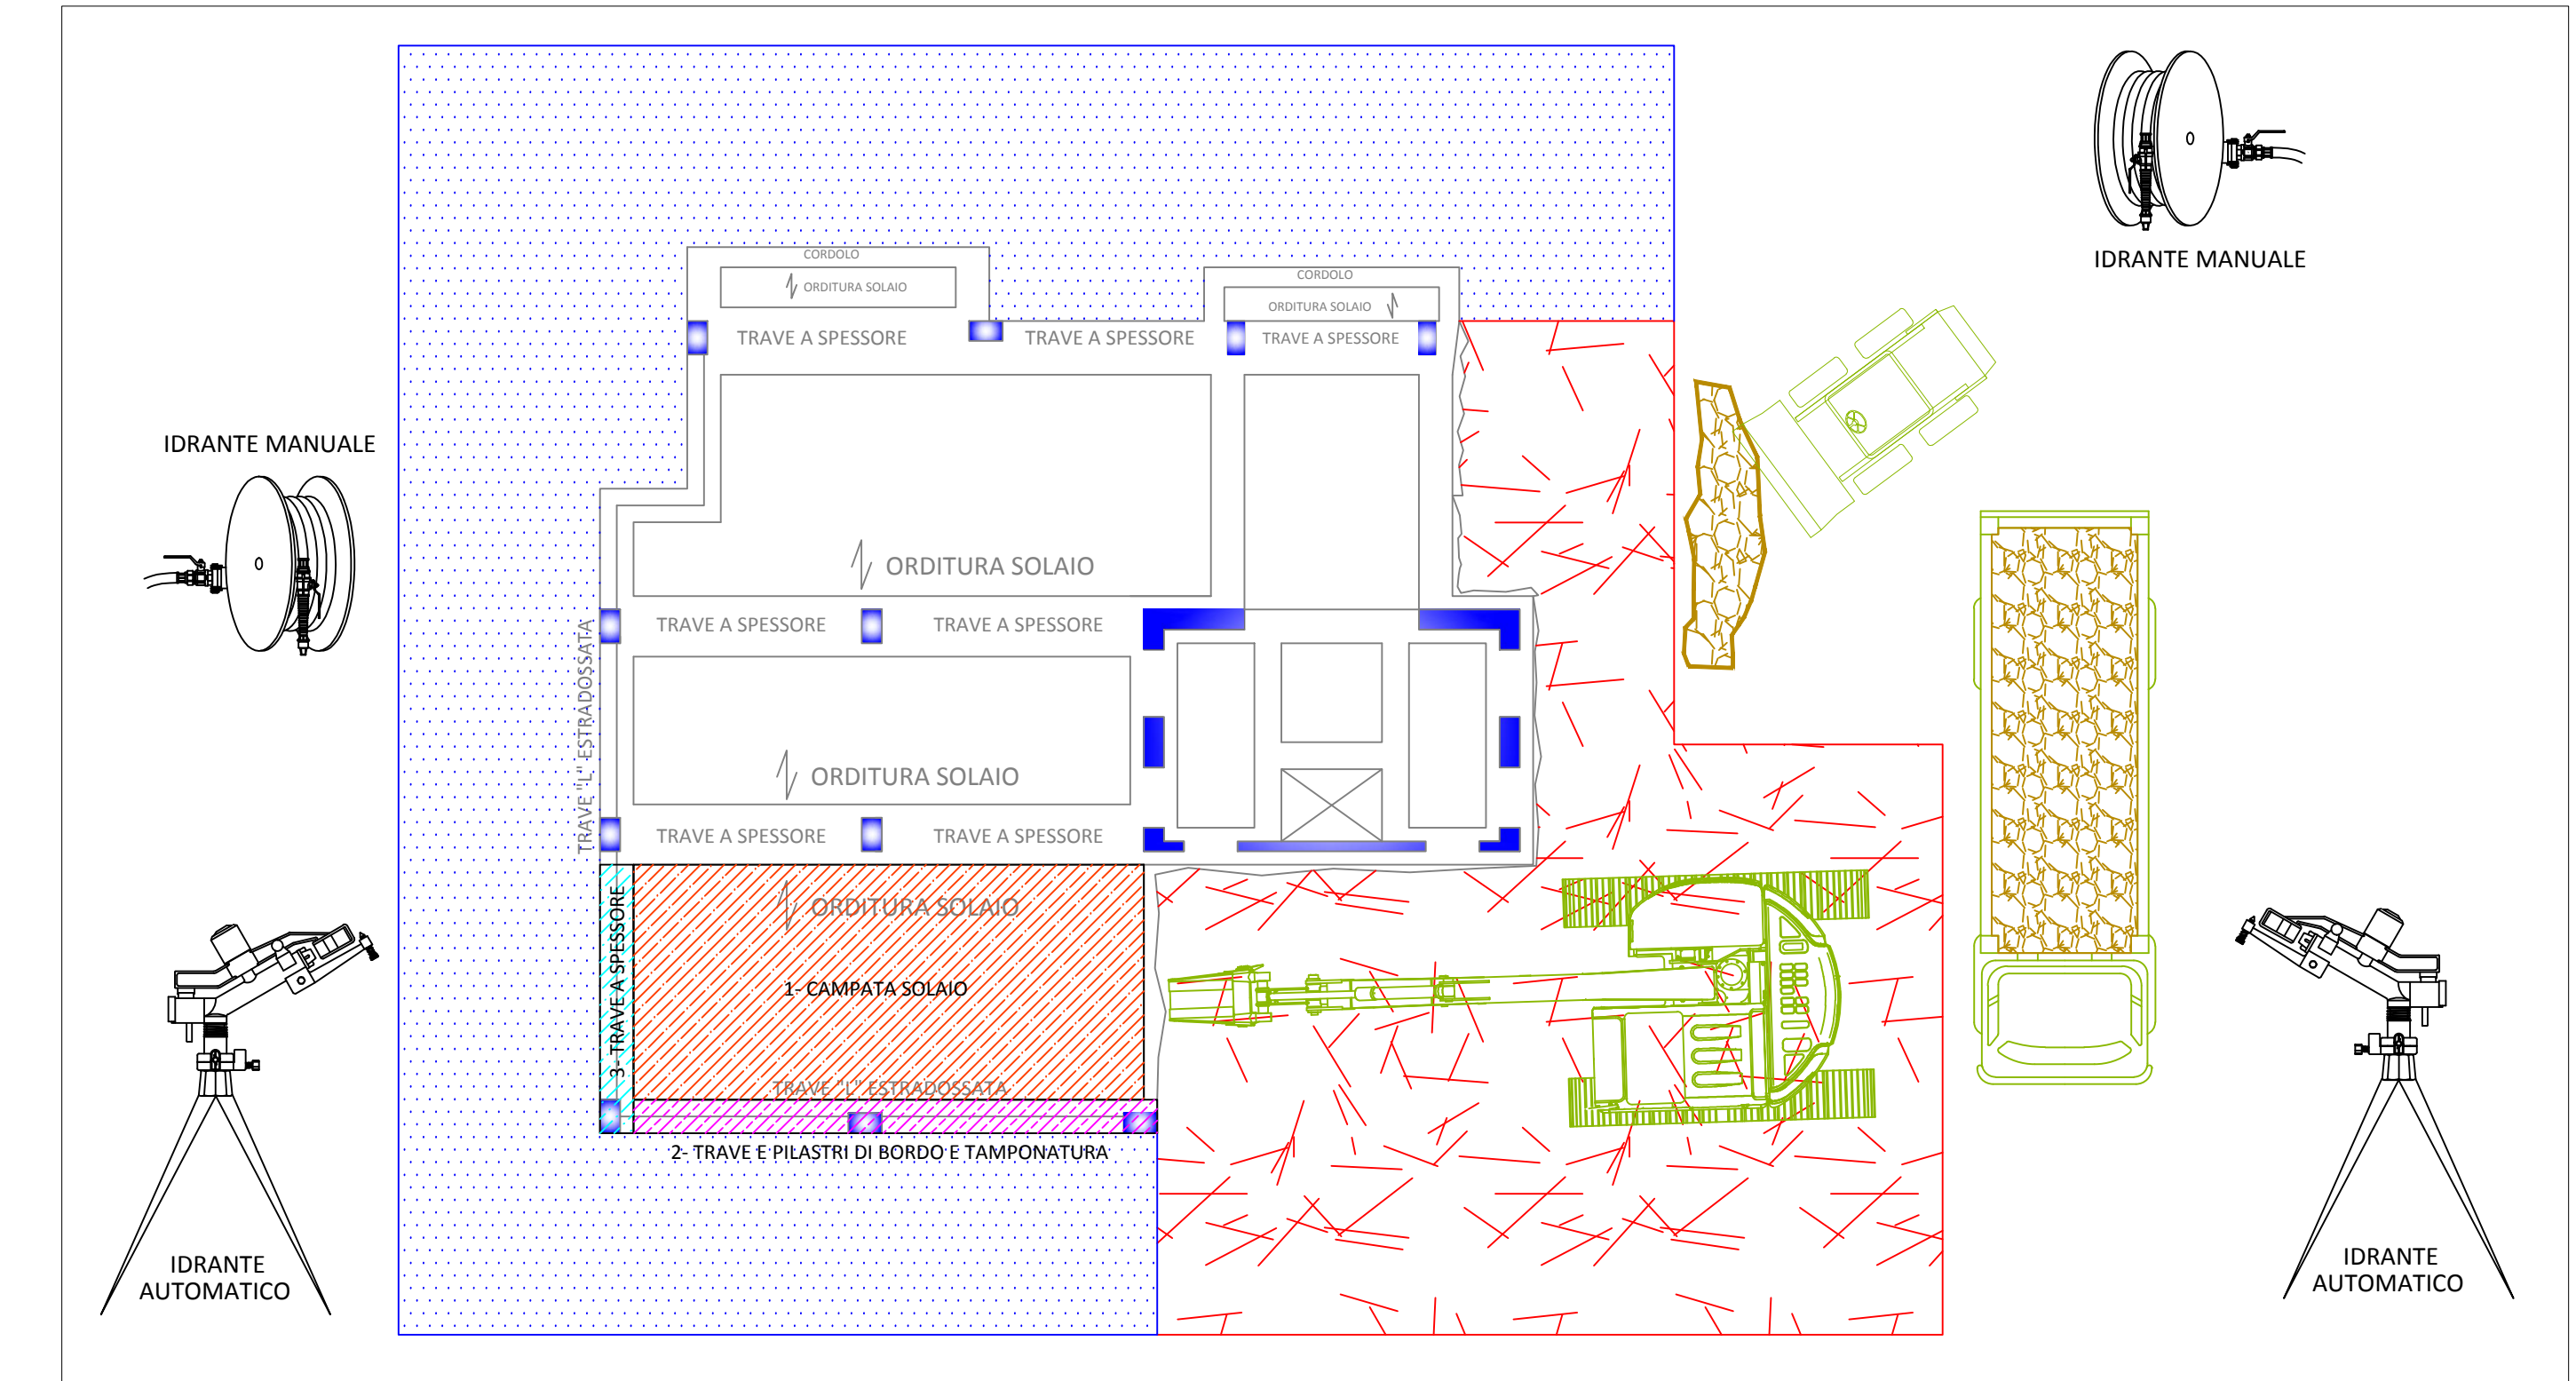 IDRANTE MANUALE
CORDOLO
ORDITURA SOLAIO
CORDOLO
ORDITURA SOLAIO
TRAVE A SPESSORE
TRAVE A SPESSORE
TRAVE A SPESSORE
IDRANTE MANUALE
ORDITURA SOLAIO
TRAVE A SPESSORE
TRAVE A SPESSORE
TRAVE "L" ESTRADOSSATA
ORDITURA SOLAIO
TRAVE A SPESSORE
TRAVE A SPESSORE
ORDITURA SOLAIO
3- TRAVE A SPESSORE
1- CAMPATA SOLAIO
TRAVE "L" ESTRADOSSATA
2- TRAVE E PILASTRI DI BORDO E TAMPONATURA
IDRANTE
AUTOMATICO
IDRANTE
AUTOMATICO